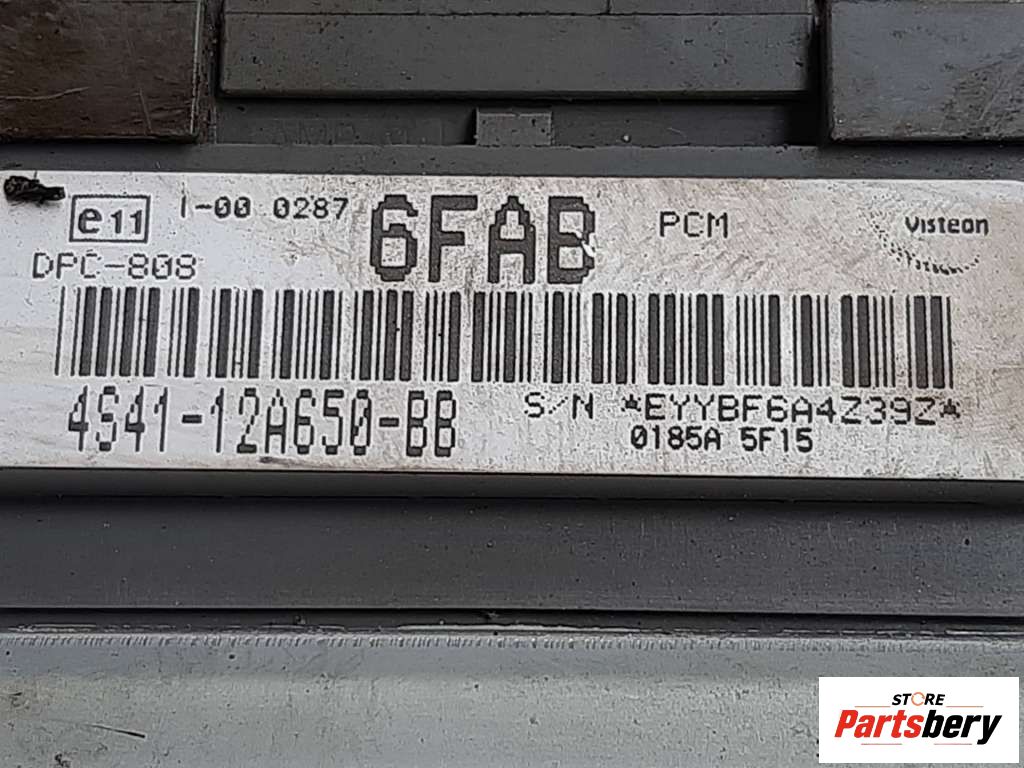 e11
1-00 0287
6FAB
PCM
Visteon
DPC-808
4S41-12A650-BB
S/N *EYYBF6A4Z39Z*
0185A 5F15
STORE
Partsbery